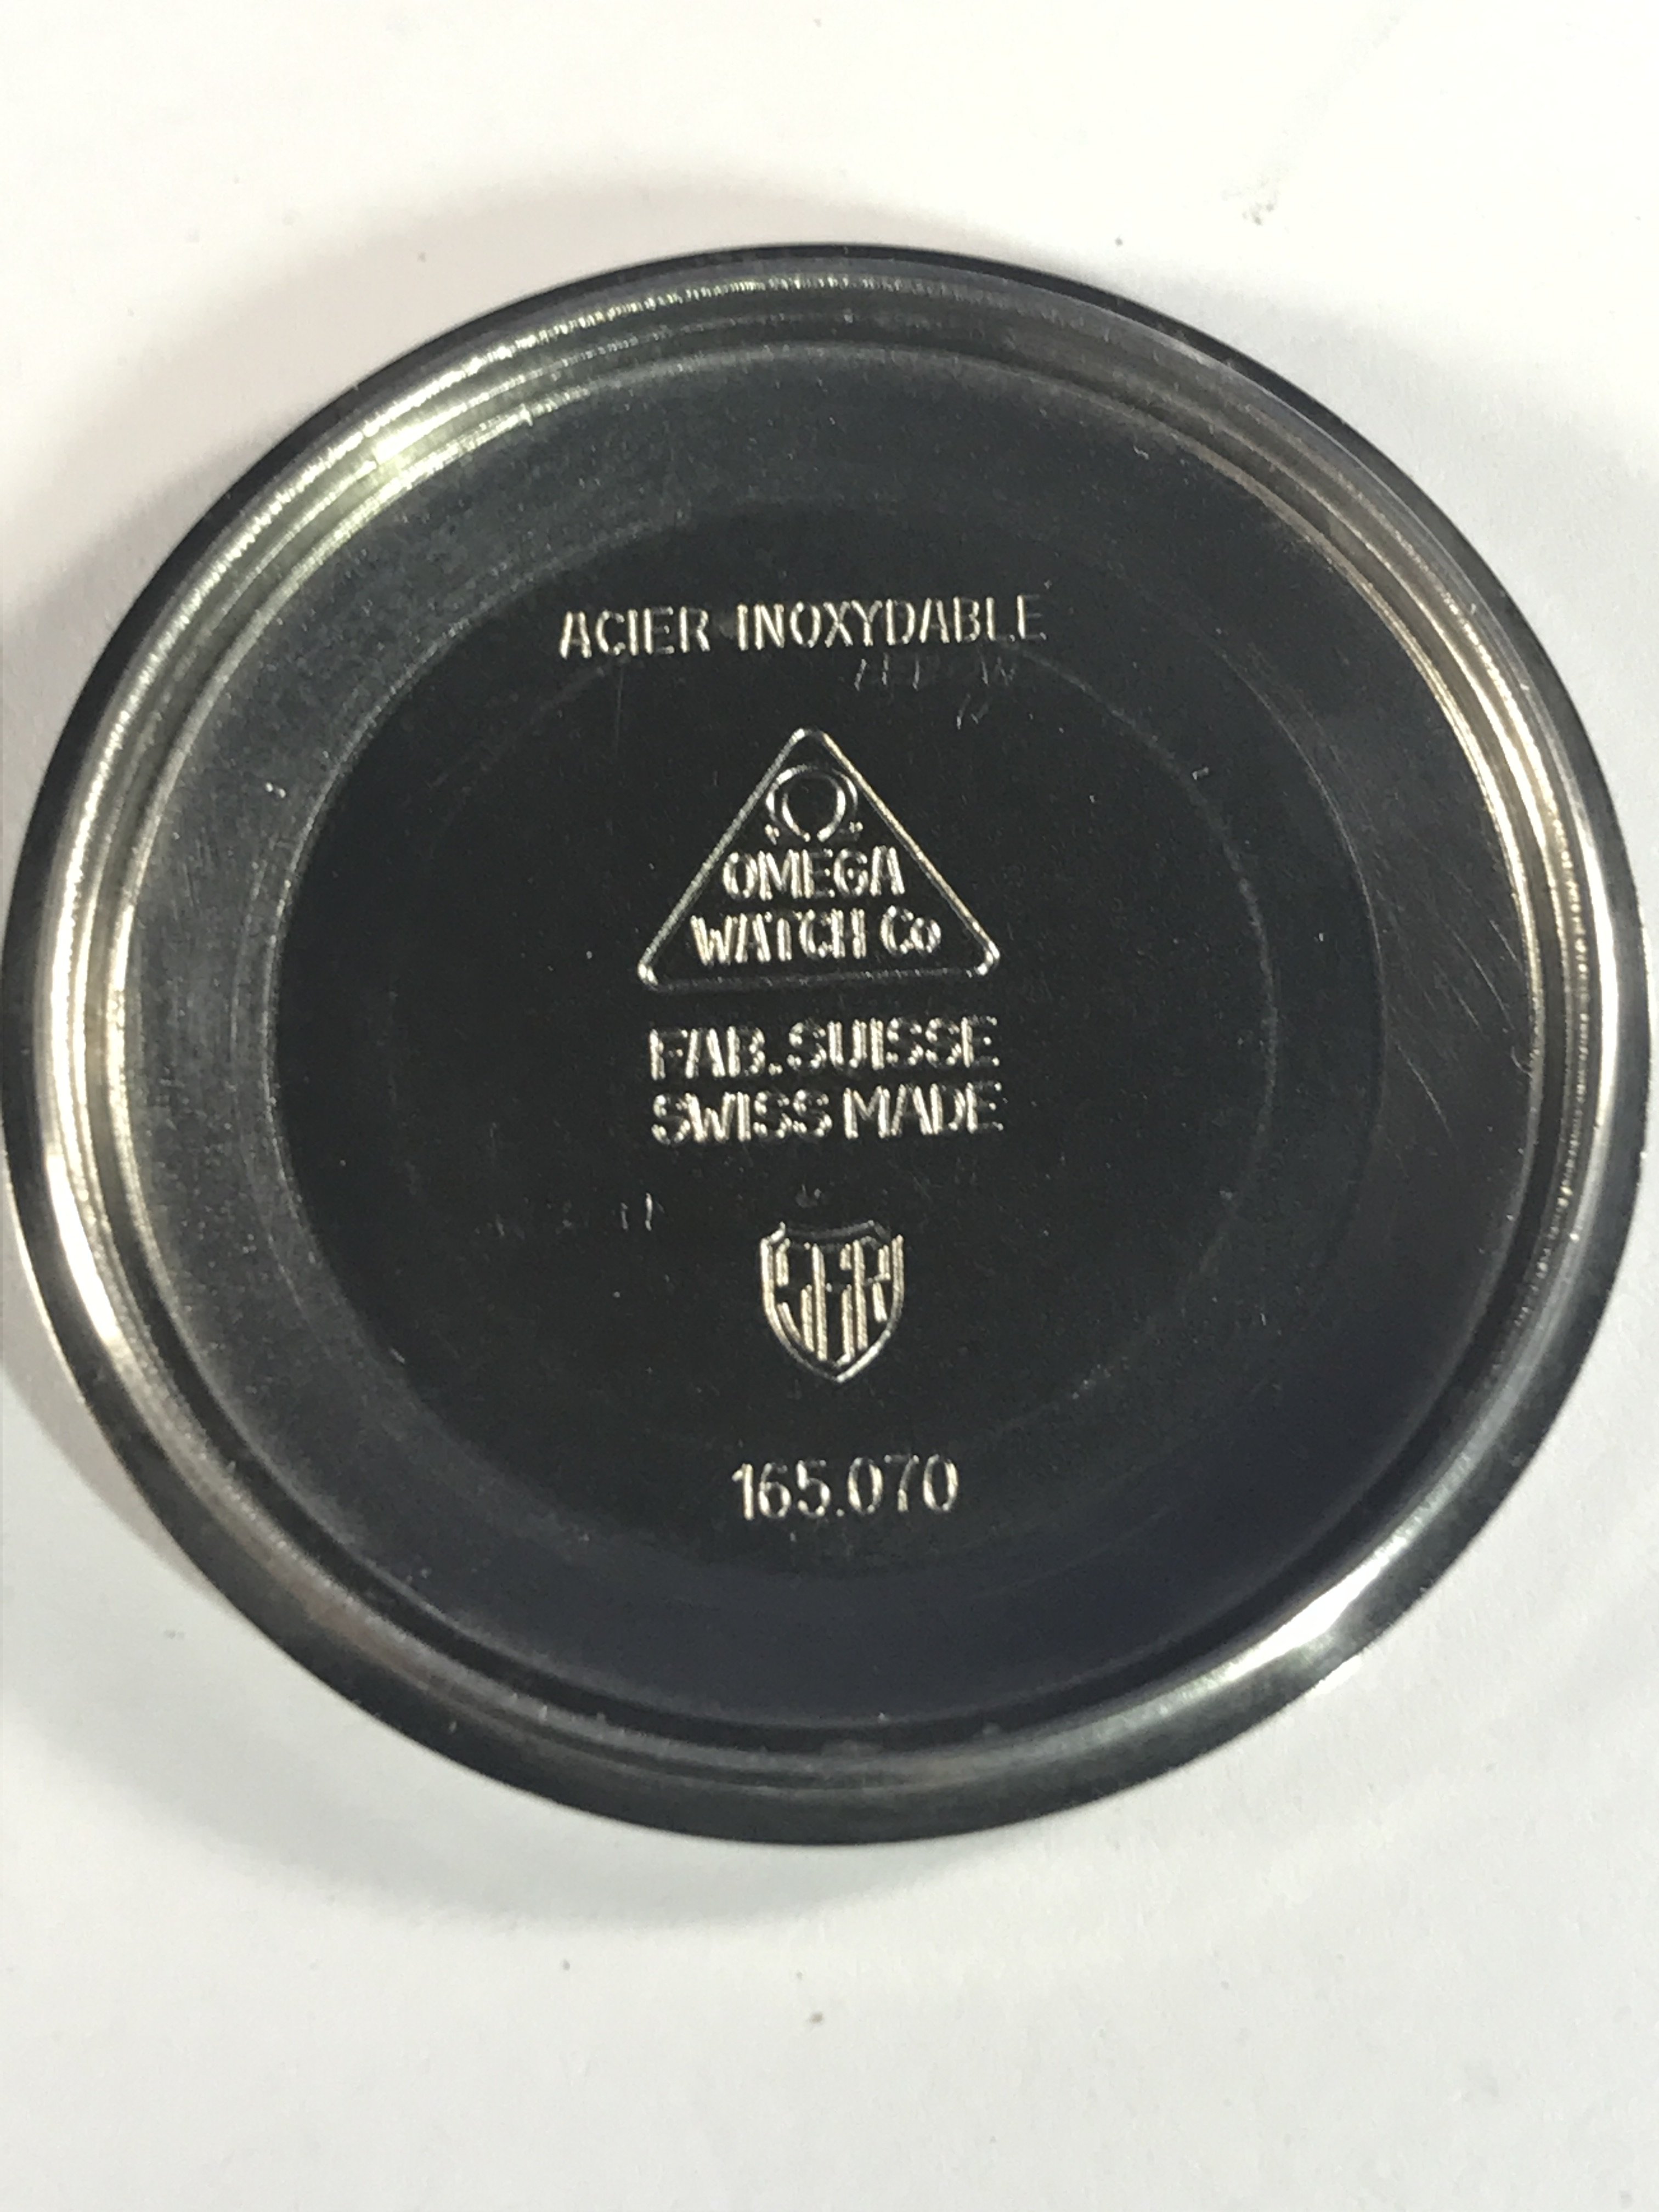 ACIER INOXYDABLE
Ω
OMEGA
WATCH Co
FAB. SUISSE
SWISS MADE
165.070